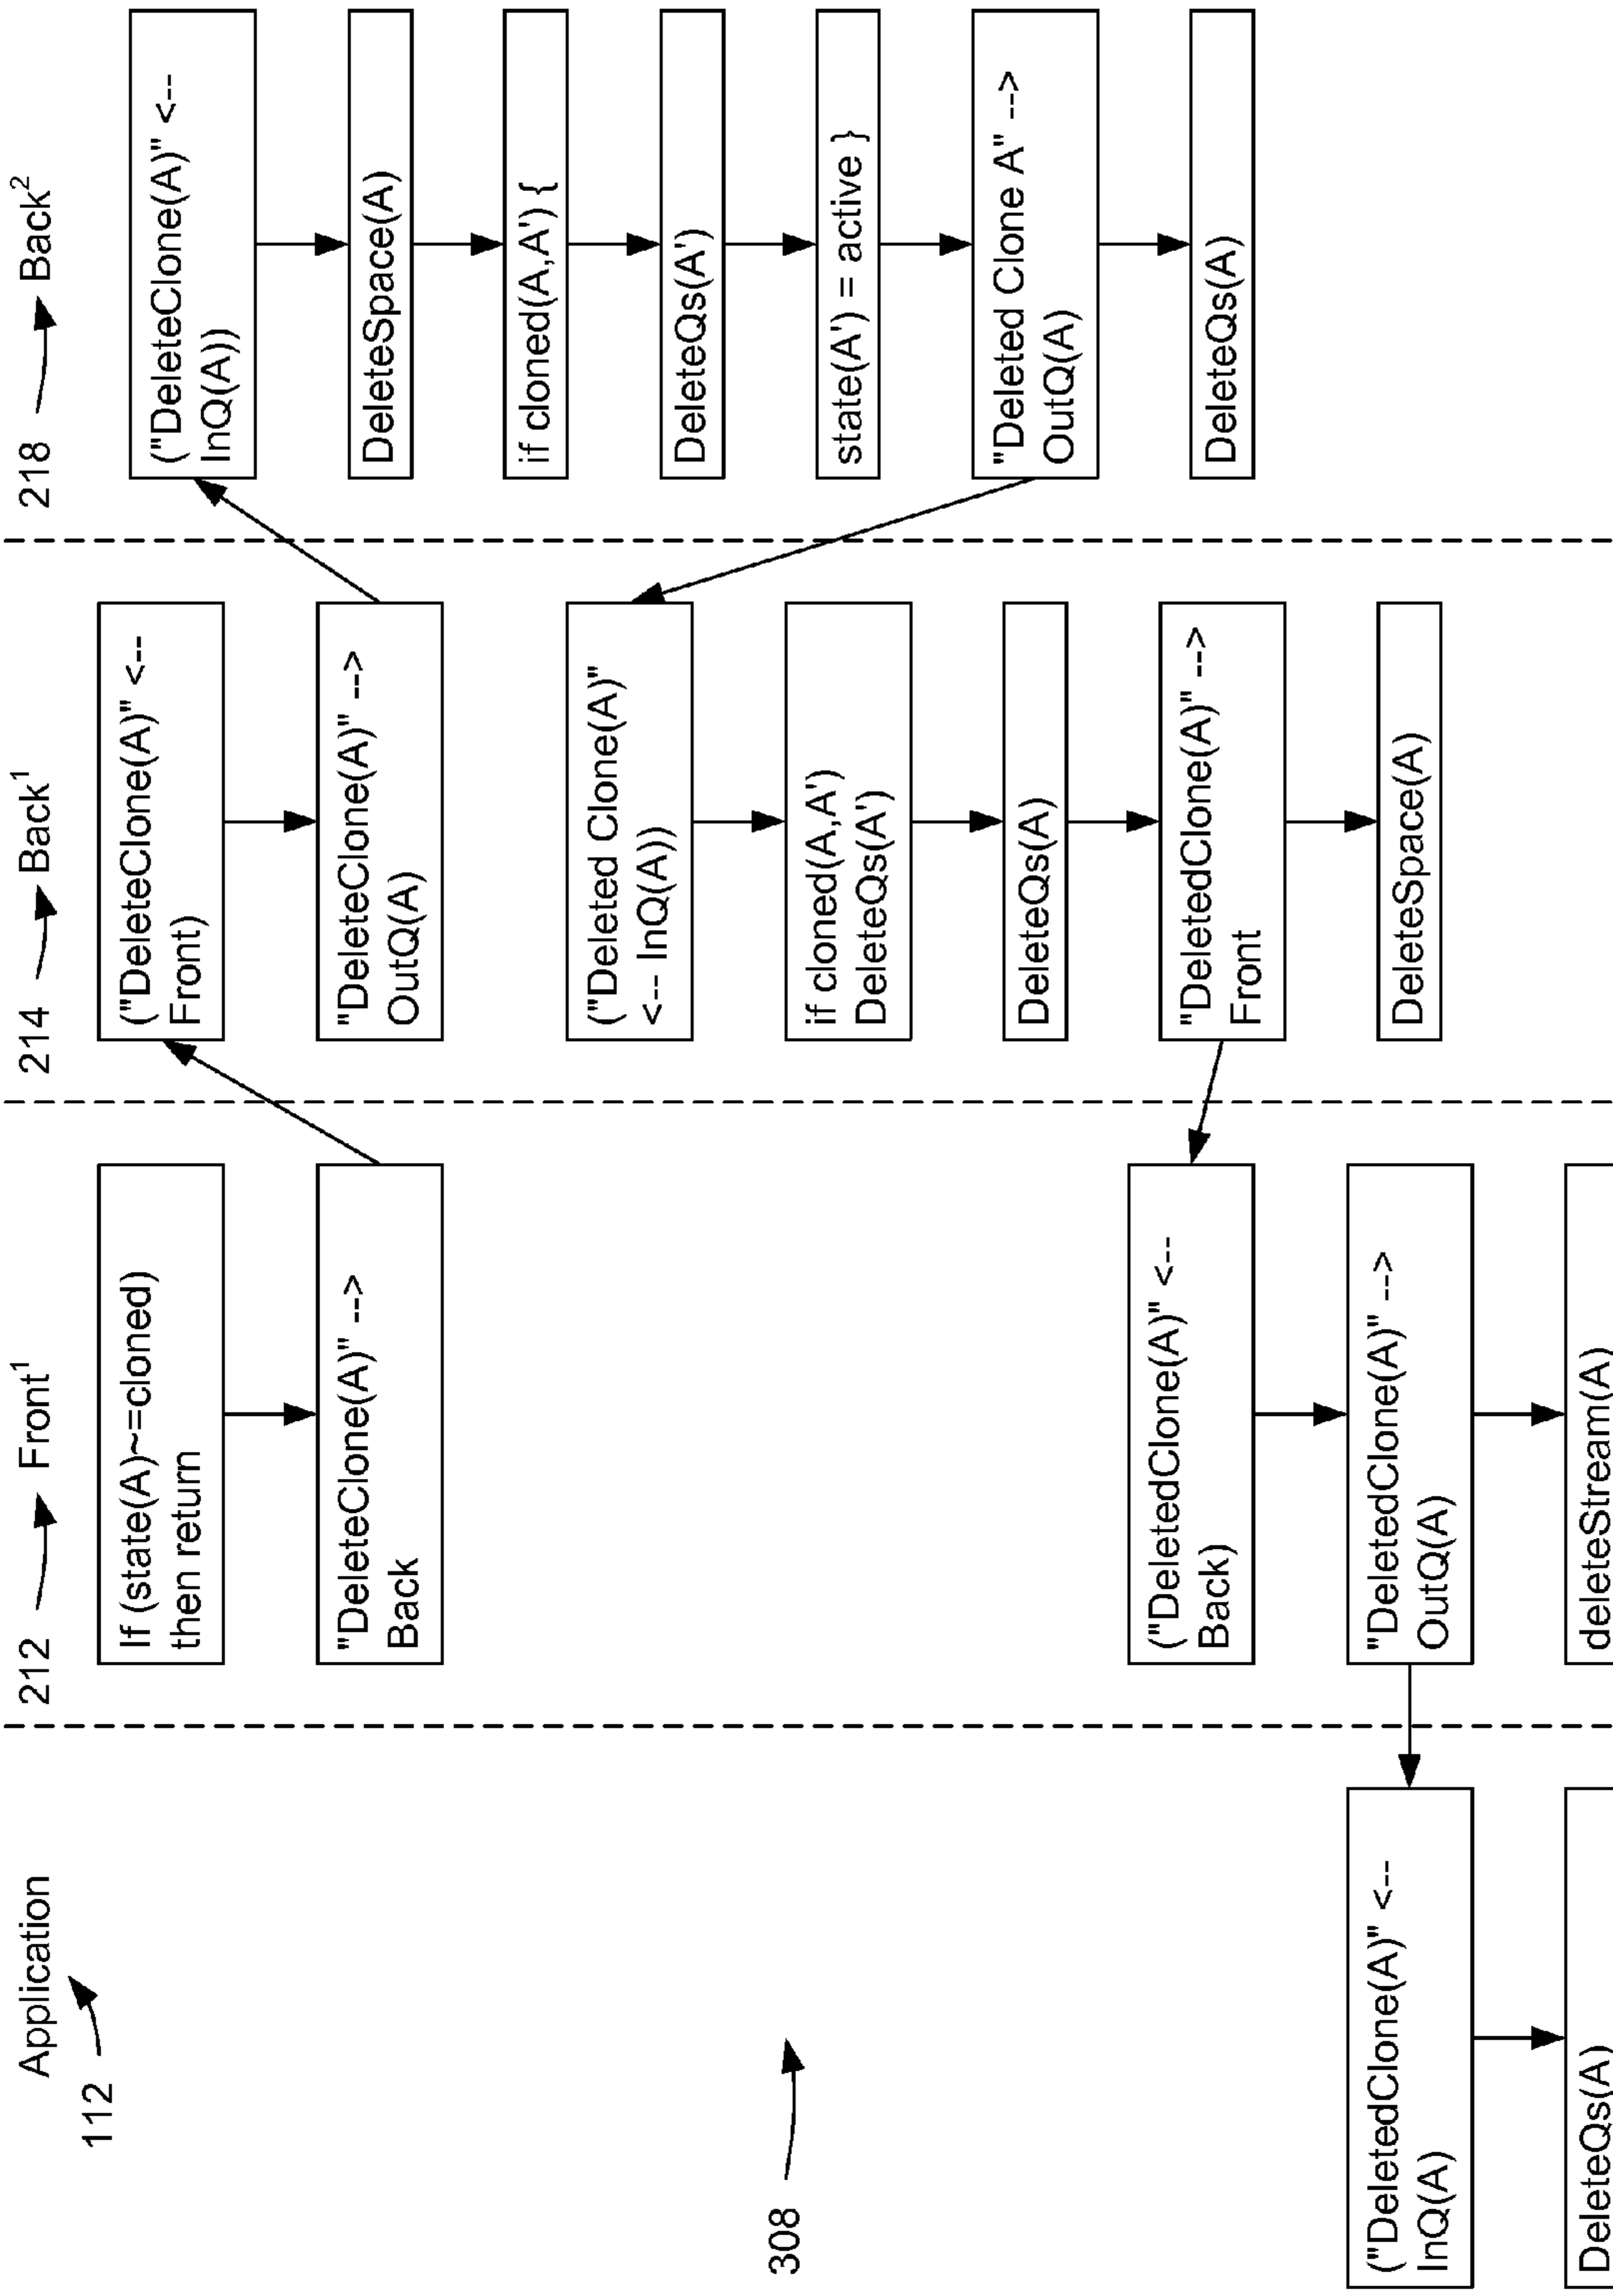 Application
112
212
Front1
214
Back1
218
Back2
308
("DeletedClone(A)" <--
InQ(A)
DeleteQs(A)
If (state(A)~=cloned)
then return
"DeleteClone(A)" -->
Back
("DeletedClone(A)" <--
Back)
"DeletedClone(A)" -->
OutQ(A)
deleteStream(A)
("DeleteClone(A)" <--
Front)
"DeleteClone(A)" -->
OutQ(A)
("Deleted Clone(A)"
<-- InQ(A))
if cloned(A,A')
DeleteQs(A')
DeleteQs(A)
"DeletedClone(A)" -->
Front
DeleteSpace(A)
("DeleteClone(A)" <--
InQ(A))
DeleteSpace(A)
if cloned(A,A') {
DeleteQs(A')
state(A') = active }
"Deleted Clone A" -->
OutQ(A)
DeleteQs(A)